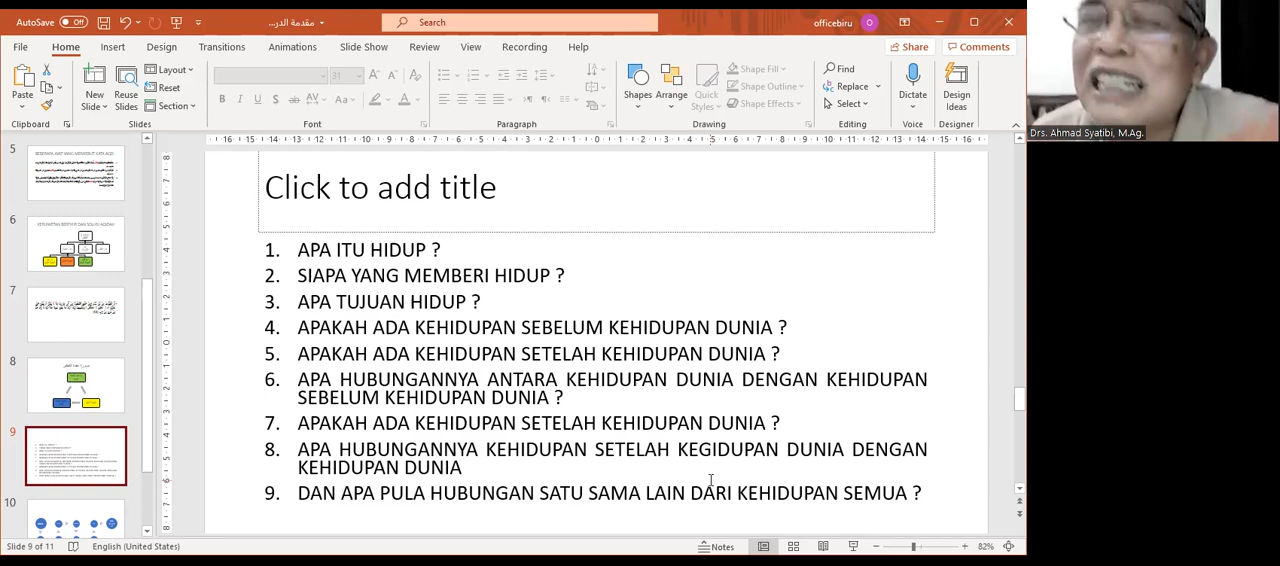 AutoSave Off مقدمة الدر... Search officebiru O
File Home Insert Design Transitions Animations Slide Show Review View Recording Help Share Comments
Paste New Slide Reuse Slides Layout Reset Section 31 Shapes Arrange Quick Styles Shape Fill Shape Outline Shape Effects Find Replace Select Dictate Design Ideas
Clipboard Slides Font Paragraph Drawing Editing Voice Designer
Drs. Ahmad Syatibi, M.Ag.
5
6
7
8
9
10
Click to add title
1. APA ITU HIDUP ?
2. SIAPA YANG MEMBERI HIDUP ?
3. APA TUJUAN HIDUP ?
4. APAKAH ADA KEHIDUPAN SEBELUM KEHIDUPAN DUNIA ?
5. APAKAH ADA KEHIDUPAN SETELAH KEHIDUPAN DUNIA ?
6. APA HUBUNGANNYA ANTARA KEHIDUPAN DUNIA DENGAN KEHIDUPAN
SEBELUM KEHIDUPAN DUNIA ?
7. APAKAH ADA KEHIDUPAN SETELAH KEHIDUPAN DUNIA ?
8. APA HUBUNGANNYA KEHIDUPAN SETELAH KEGIDUPAN DUNIA DENGAN
KEHIDUPAN DUNIA
9. DAN APA PULA HUBUNGAN SATU SAMA LAIN DARI KEHIDUPAN SEMUA ?
Slide 9 of 11 English (United States) Notes 82%